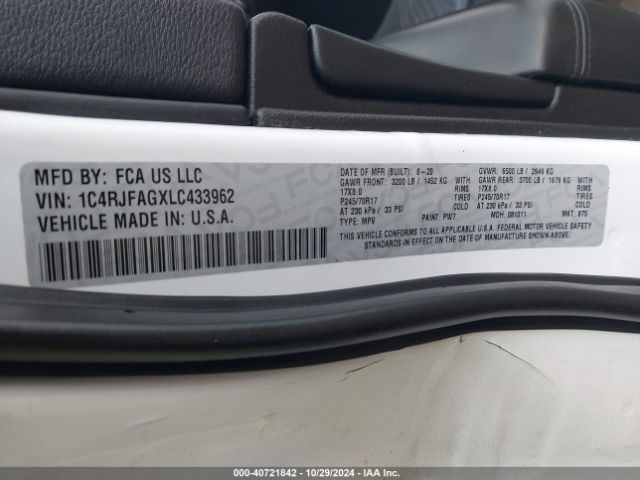 MFD BY: FCA US LLC
VIN: 1C4RJFAGXLC433962
VEHICLE MADE IN: U.S.A.
DATE OF MFR (BUILT): 8-20 GVWR: 6500 LB / 2949 KG
GAWR FRONT: 3200 LB / 1452 KG WITH GAWR REAR: 3700 LB / 1679 KG WITH
17X8.0 RIMS 17X8.0 RIMS
P245/70R17 TIRES P245/70R17 TIRES
AT 230 kPa / 33 PSI COLD AT 230 kPa / 33 PSI COLD
TYPE: MPV PAINT: PW7 MDH: 081011 MKT: 875
THIS VEHICLE CONFORMS TO ALL APPLICABLE U.S.A. FEDERAL MOTOR VEHICLE SAFETY
STANDARDS IN EFFECT ON THE DATE OF MANUFACTURE SHOWN ABOVE.
000-40721842 | 10/29/2024 | IAAI.COM